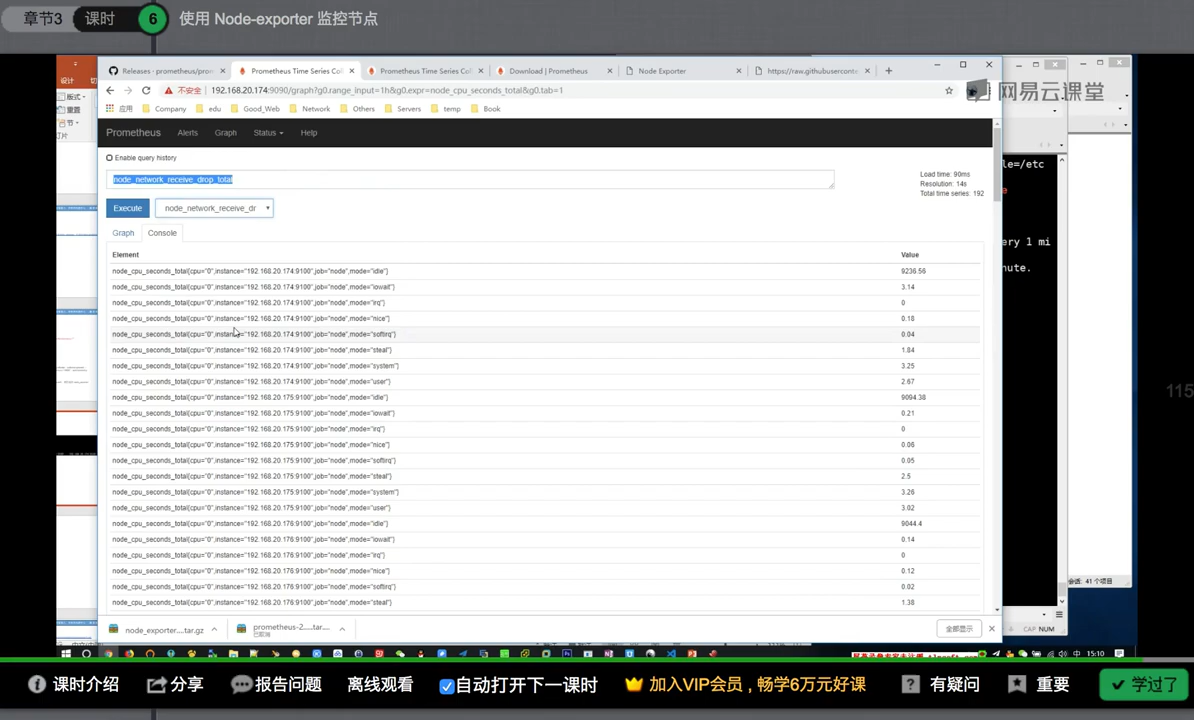 章节3 课时 6 使用 Node-exporter 监控节点
Releases · prometheus/pro
Prometheus Time Series Co
Prometheus Time Series Col
Download | Prometheus
Node Exporter
https://raw.githubuserconte
不安全 192.168.20.174:9090/graph?g0.range_input=1h&g0.expr=node_cpu_seconds_total&g0.tab=1
网易云课堂
应用 Company edu Good_Web Network Others Servers temp Book
Prometheus Alerts Graph Status Help
Enable query history
node_network_receive_drop_total
Load time: 90ms
Resolution: 14s
Total time series: 192
Execute node_network_receive_dr
Graph Console
Element Value
node_cpu_seconds_total{cpu="0",instance="192.168.20.174:9100",job="node",mode="idle"} 9236.56
node_cpu_seconds_total{cpu="0",instance="192.168.20.174:9100",job="node",mode="iowait"} 3.14
node_cpu_seconds_total{cpu="0",instance="192.168.20.174:9100",job="node",mode="irq"} 0
node_cpu_seconds_total{cpu="0",instance="192.168.20.174:9100",job="node",mode="nice"} 0.18
node_cpu_seconds_total{cpu="0",instance="192.168.20.174:9100",job="node",mode="softirq"} 0.04
node_cpu_seconds_total{cpu="0",instance="192.168.20.174:9100",job="node",mode="steal"} 1.84
node_cpu_seconds_total{cpu="0",instance="192.168.20.174:9100",job="node",mode="system"} 3.25
node_cpu_seconds_total{cpu="0",instance="192.168.20.174:9100",job="node",mode="user"} 2.67
node_cpu_seconds_total{cpu="0",instance="192.168.20.175:9100",job="node",mode="idle"} 9094.38
node_cpu_seconds_total{cpu="0",instance="192.168.20.175:9100",job="node",mode="iowait"} 0.21
node_cpu_seconds_total{cpu="0",instance="192.168.20.175:9100",job="node",mode="irq"} 0
node_cpu_seconds_total{cpu="0",instance="192.168.20.175:9100",job="node",mode="nice"} 0.06
node_cpu_seconds_total{cpu="0",instance="192.168.20.175:9100",job="node",mode="softirq"} 0.05
node_cpu_seconds_total{cpu="0",instance="192.168.20.175:9100",job="node",mode="steal"} 2.5
node_cpu_seconds_total{cpu="0",instance="192.168.20.175:9100",job="node",mode="system"} 3.26
node_cpu_seconds_total{cpu="0",instance="192.168.20.175:9100",job="node",mode="user"} 3.02
node_cpu_seconds_total{cpu="0",instance="192.168.20.176:9100",job="node",mode="idle"} 9044.4
node_cpu_seconds_total{cpu="0",instance="192.168.20.176:9100",job="node",mode="iowait"} 0.14
node_cpu_seconds_total{cpu="0",instance="192.168.20.176:9100",job="node",mode="irq"} 0
node_cpu_seconds_total{cpu="0",instance="192.168.20.176:9100",job="node",mode="nice"} 0.12
node_cpu_seconds_total{cpu="0",instance="192.168.20.176:9100",job="node",mode="softirq"} 0.02
node_cpu_seconds_total{cpu="0",instance="192.168.20.176:9100",job="node",mode="steal"} 1.38
le=/etc
e
ery 1 mi
nute.
115
设计
版式
重置
节
41 个项目
CAP NUM
node_exporter....tar.gz
prometheus-2....tar....
已取消
全部显示
中 15:10
课时介绍 分享 报告问题 离线观看 自动打开下一课时 加入VIP会员 , 畅学6万元好课 有疑问 重要 学过了